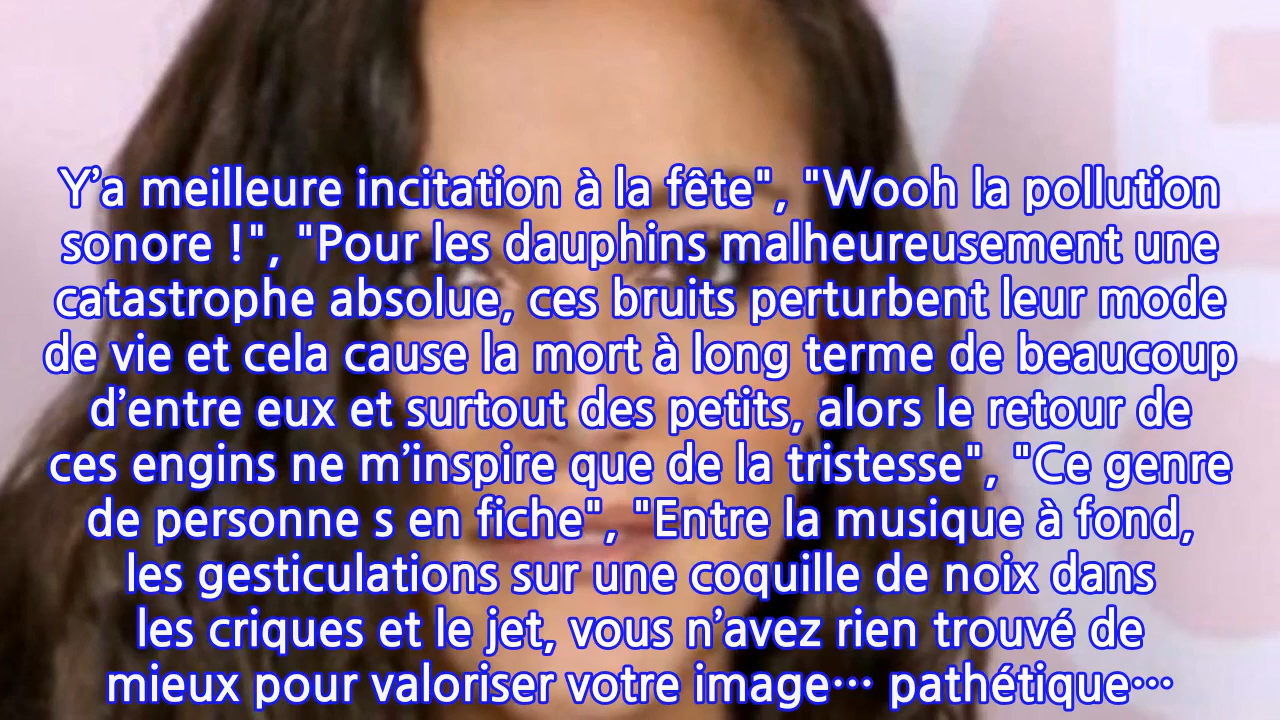 Y’a meilleure incitation à la fête", "Wooh la pollution
sonore !", "Pour les dauphins malheureusement une
catastrophe absolue, ces bruits perturbent leur mode
de vie et cela cause la mort à long terme de beaucoup
d’entre eux et surtout des petits, alors le retour de
ces engins ne m’inspire que de la tristesse", "Ce genre
de personne s en fiche", "Entre la musique à fond,
les gesticulations sur une coquille de noix dans
les criques et le jet, vous n’avez rien trouvé de
mieux pour valoriser votre image… pathétique…